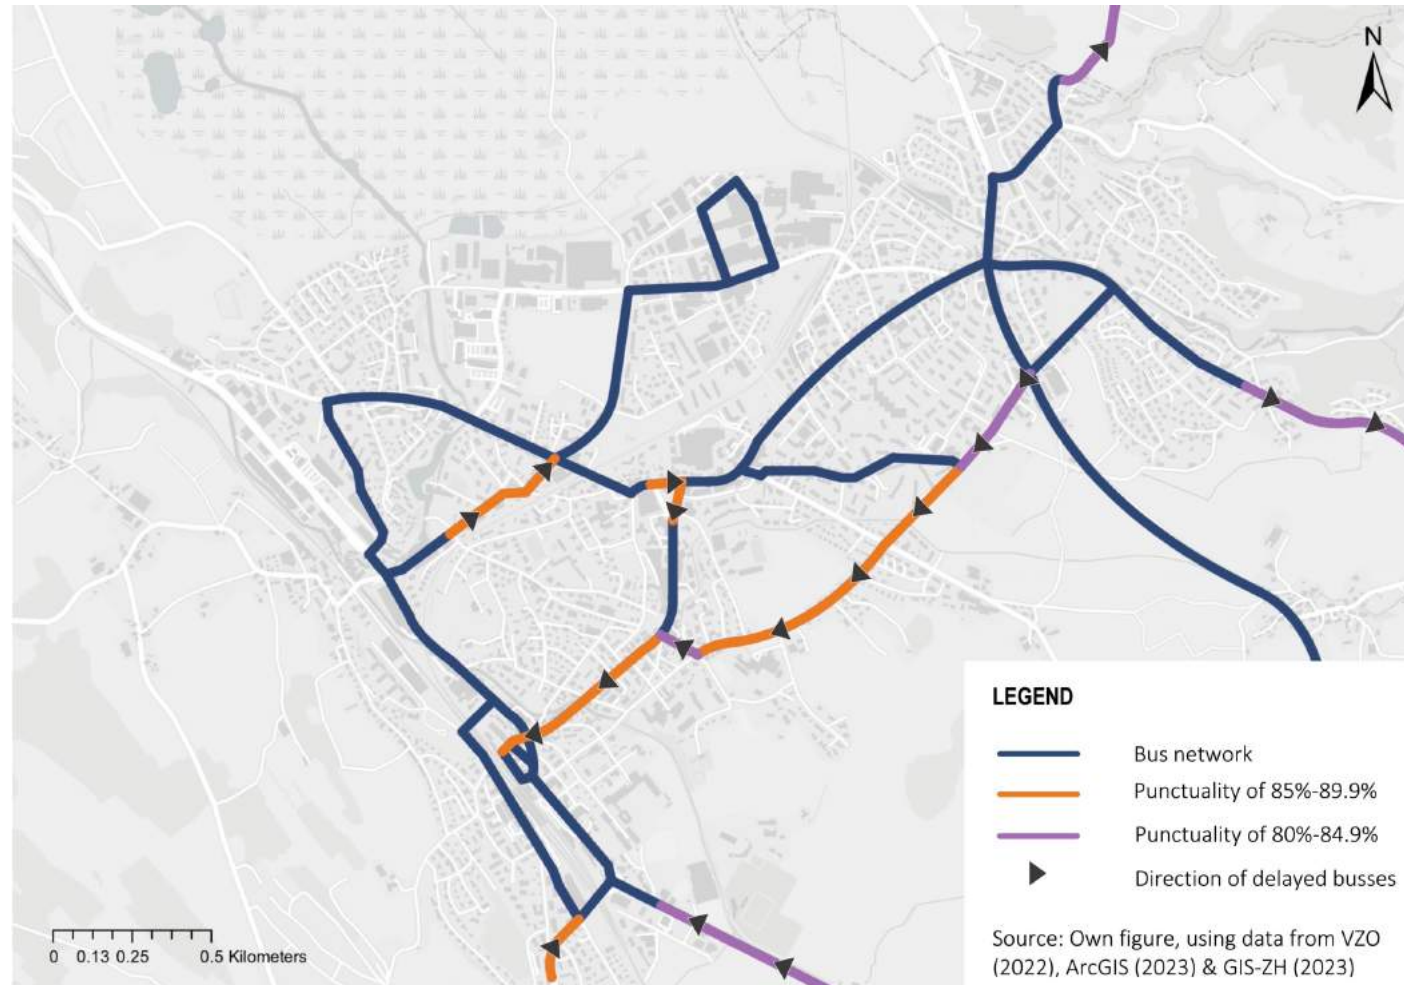 N
LEGEND
Bus network
Punctuality of 85%-89.9%
Punctuality of 80%-84.9%
Direction of delayed busses
Source: Own figure, using data from VZO
(2022), ArcGIS (2023) & GIS-ZH (2023)
0 0.13 0.25 0.5 Kilometers